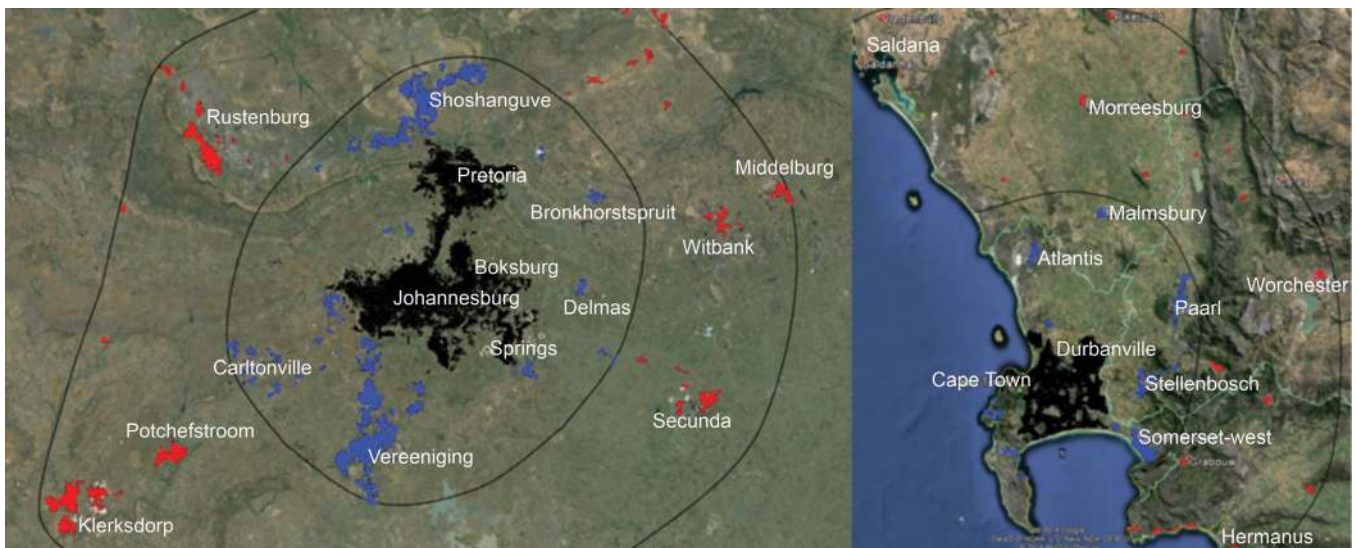 Shoshanguve
Rustenburg
Pretoria
Middelburg
Bronkhorstspruit
Witbank
Boksburg
Johannesburg
Delmas
Springs
Carltonville
Secunda
Potchefstroom
Vereeniging
Klerksdorp
Saldana
Morreesburg
Malmsbury
Atlantis
Worchester
Paarl
Durbanville
Cape Town
Stellenbosch
Somerset-west
Grabouw
Hermanus